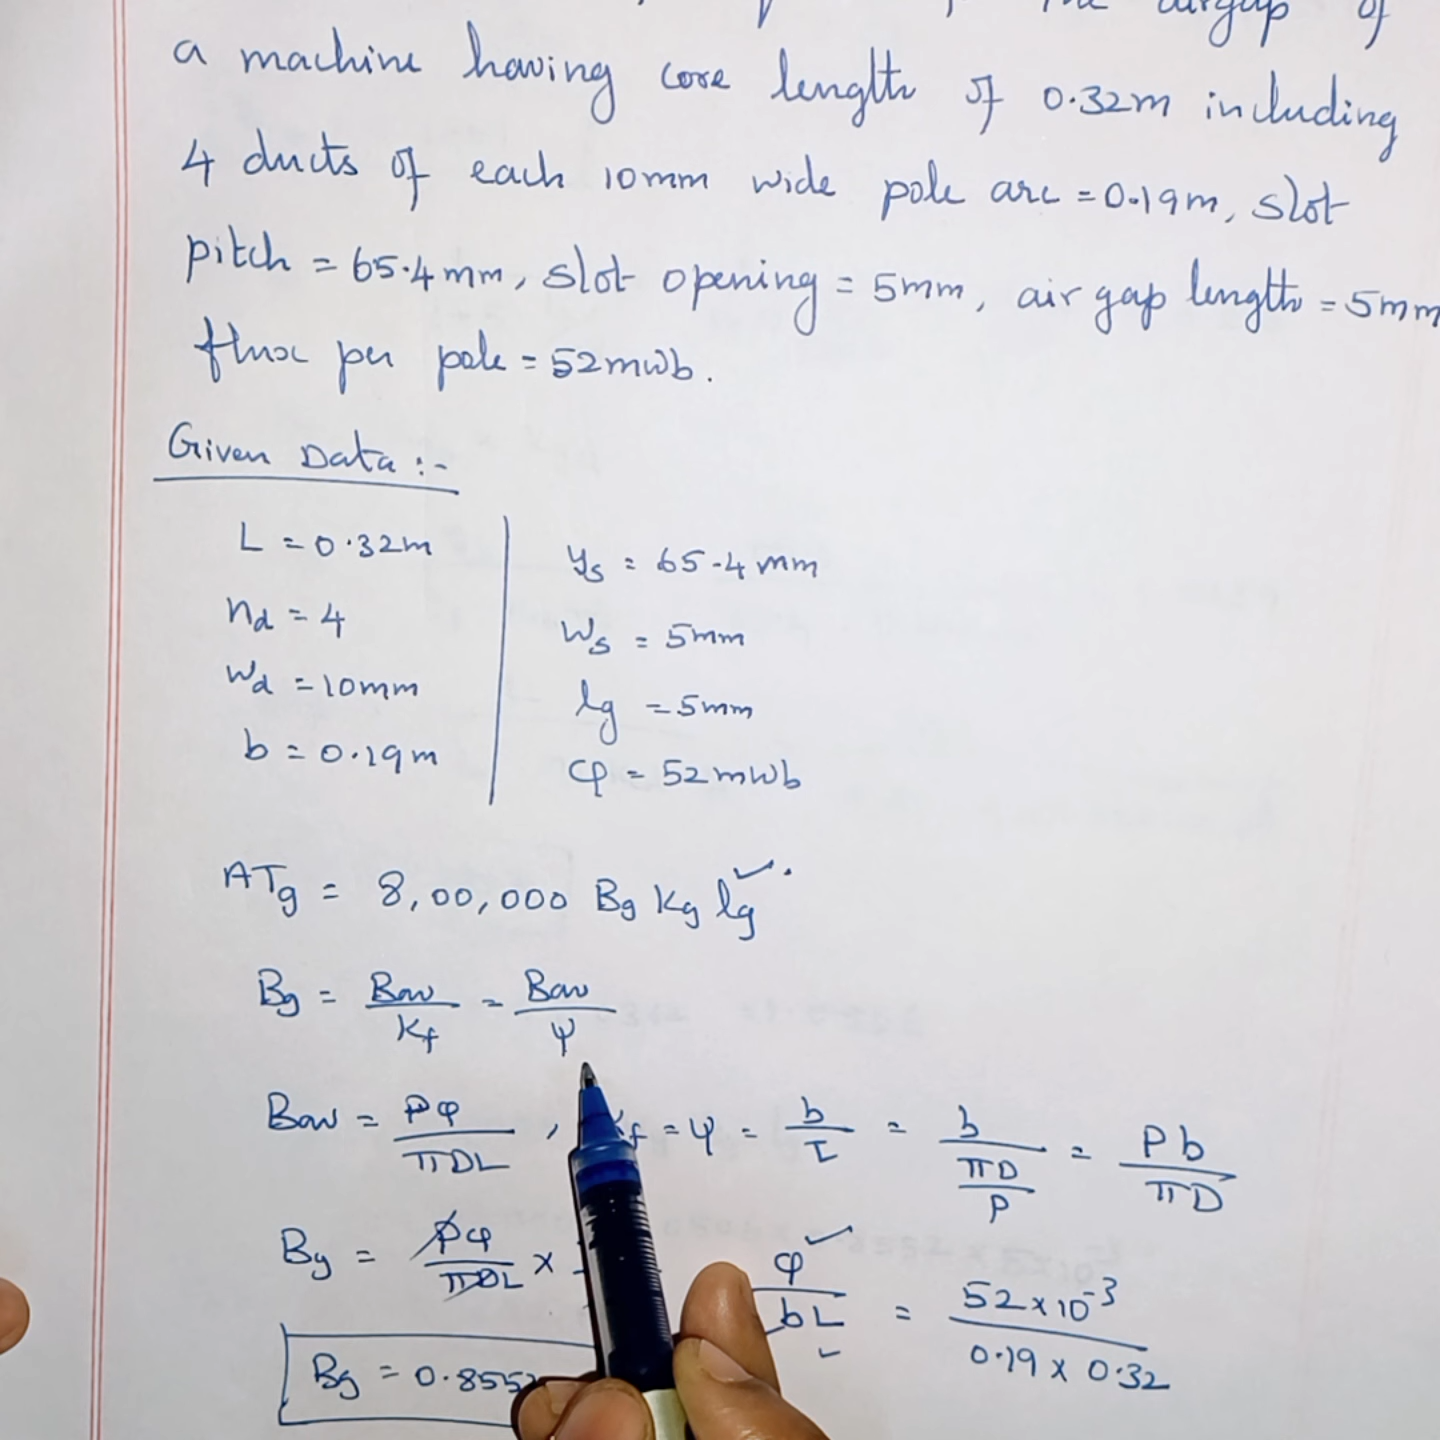 the airgap of
a machine having core length of 0.32m including
4 ducts of each 10mm wide pole arc = 0.19m, slot
pitch = 65.4mm, slot opening = 5mm, air gap length = 5mm
flux per pole = 52mwb.
Given Data :-
L = 0.32m
nd = 4
Wd = 10mm
b = 0.19m
ys = 65.4mm
Ws = 5mm
lg = 5mm
φ = 52mwb
ATg = 8,00,000 Bg Kg lg ✓.
Bg = Bav/Kf = Bav/ψ
Bav = Pφ/πDL , Kf = ψ = b/τ = b/(πD/P) = Pb/πD
Bg = Pφ/πDL × φ ✓/bL ✓ = 52×10⁻³/0.19 × 0.32
Bg = 0.855